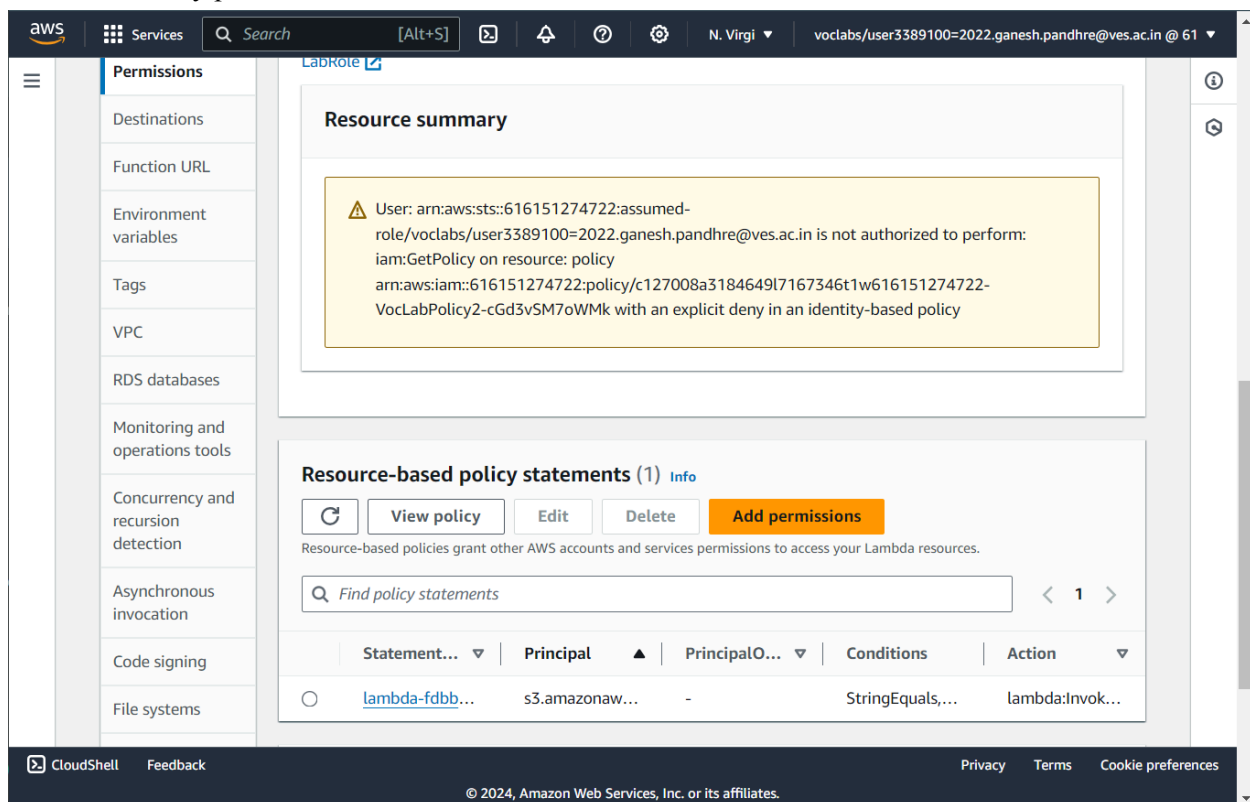 aws
Services
Search [Alt+S]
N. Virgi
voclabs/user3389100=2022.ganesh.pandhre@ves.ac.in @ 61
Permissions
Destinations
Function URL
Environment
variables
Tags
VPC
RDS databases
Monitoring and
operations tools
Concurrency and
recursion
detection
Asynchronous
invocation
Code signing
File systems
LabRole
Resource summary
User: arn:aws:sts::616151274722:assumed-
role/voclabs/user3389100=2022.ganesh.pandhre@ves.ac.in is not authorized to perform:
iam:GetPolicy on resource: policy
arn:aws:iam::616151274722:policy/c127008a3184649l7167346t1w616151274722-
VocLabPolicy2-cGd3vSM7oWMk with an explicit deny in an identity-based policy
Resource-based policy statements (1) Info
View policy Edit Delete Add permissions
Resource-based policies grant other AWS accounts and services permissions to access your Lambda resources.
Find policy statements
1
Statement... Principal PrincipalO... Conditions Action
lambda-fdbb... s3.amazonaw... - StringEquals,... lambda:Invok...
CloudShell Feedback Privacy Terms Cookie preferences
© 2024, Amazon Web Services, Inc. or its affiliates.